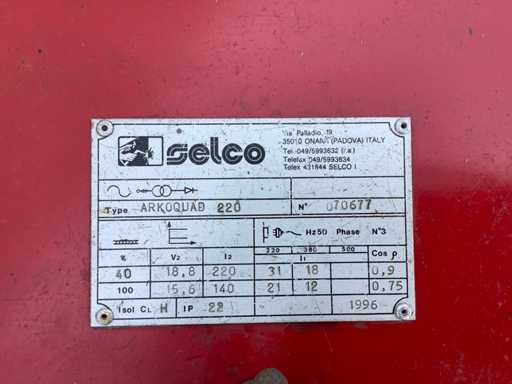 selco
Via Palladio, 19
35010 ONARA (PADOVA) ITALY
Tel. 049/5993632 (r.a)
Telefax 049/5993634
Telex 431844 SELCO I
Type ARKOQUAD 220 N° 070677
Hz50 Phase N°3
220 380 500
% V2 I2 I1 Cos ρ
40 18,8 220 31 18 0,9
100 15,6 140 21 12 0,75
Isol CL H IP 22 1996